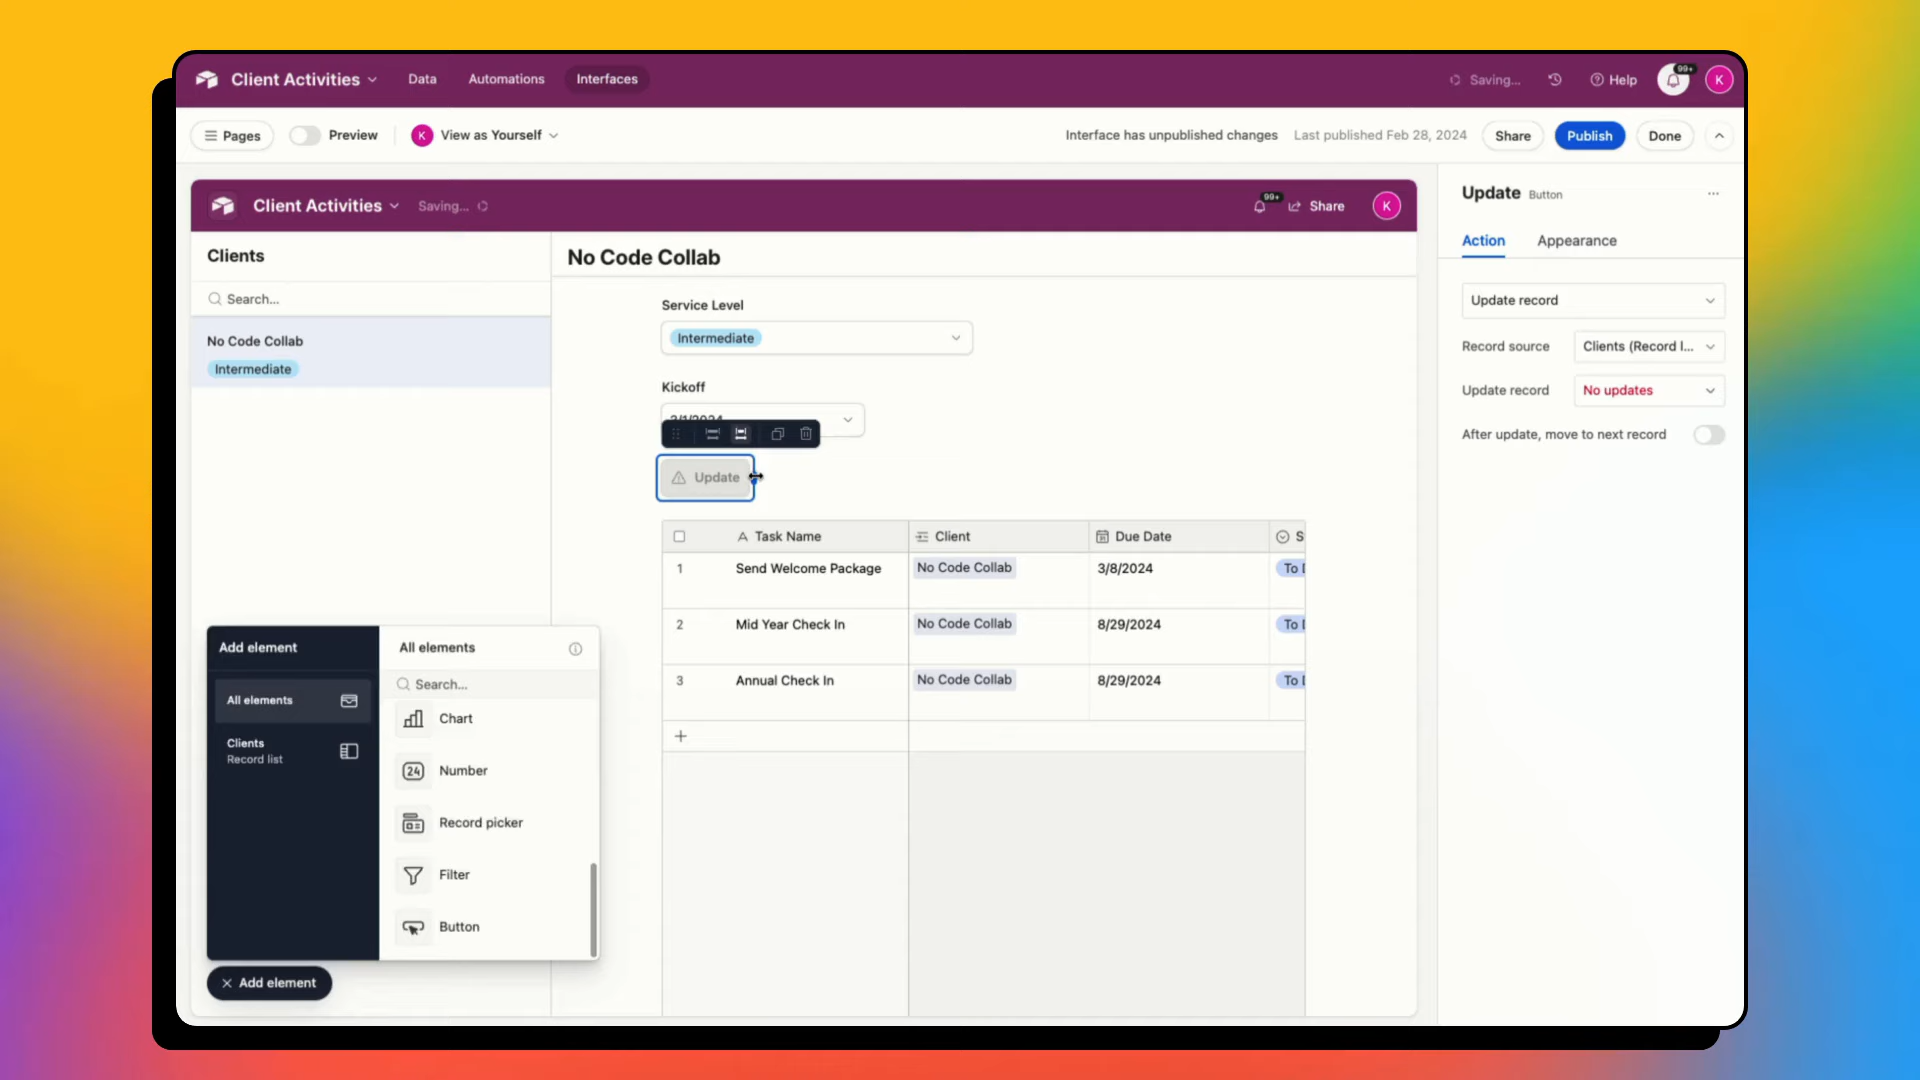 Client Activities
Data
Automations
Interfaces
Saving...
Help
99+
K
Pages
Preview
K
View as Yourself
Interface has unpublished changes
Last published Feb 28, 2024
Share
Publish
Done
Client Activities
Saving...
99+
Share
K
Clients
Search...
No Code Collab
Intermediate
No Code Collab
Service Level
Intermediate
Kickoff
Update
Task Name
Client
Due Date
S
1
Send Welcome Package
No Code Collab
3/8/2024
To
2
Mid Year Check In
No Code Collab
8/29/2024
To
3
Annual Check In
No Code Collab
8/29/2024
To
Add element
All elements
Clients
Record list
All elements
Search...
Chart
24
Number
Record picker
Filter
Button
Add element
Update
Button
Action
Appearance
Update record
Record source
Clients (Record l...
Update record
No updates
After update, move to next record